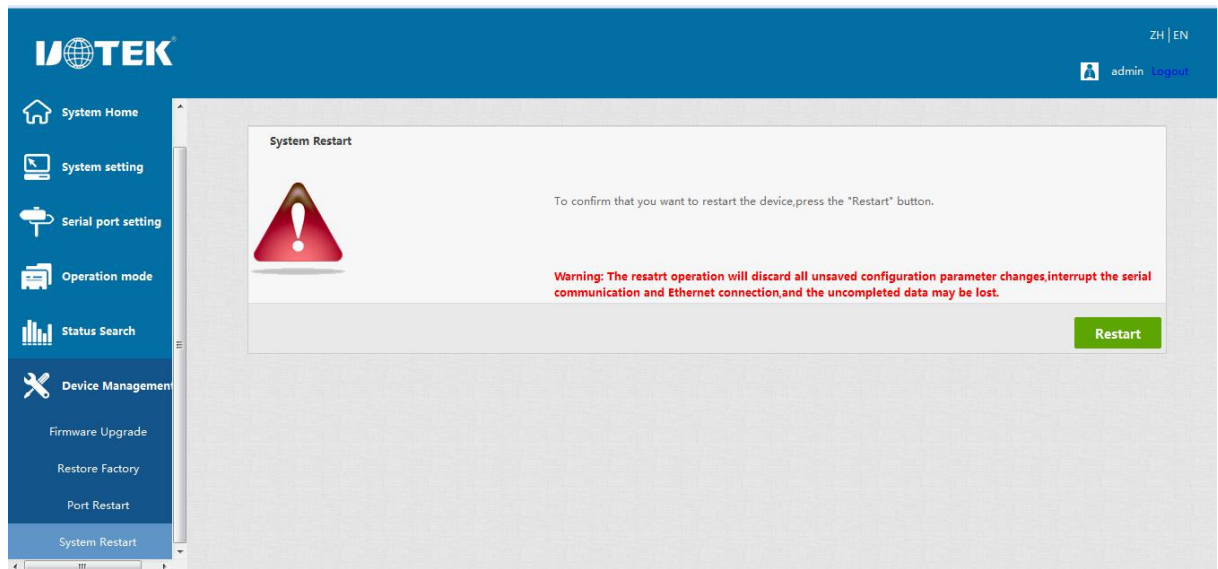 UTEK®
ZH | EN
admin Logout
System Home
System setting
Serial port setting
Operation mode
Status Search
Device Management
Firmware Upgrade
Restore Factory
Port Restart
System Restart
System Restart
To confirm that you want to restart the device,press the "Restart" button.
Warning: The resatrt operation will discard all unsaved configuration parameter changes,interrupt the serial
communication and Ethernet connection,and the uncompleted data may be lost.
Restart